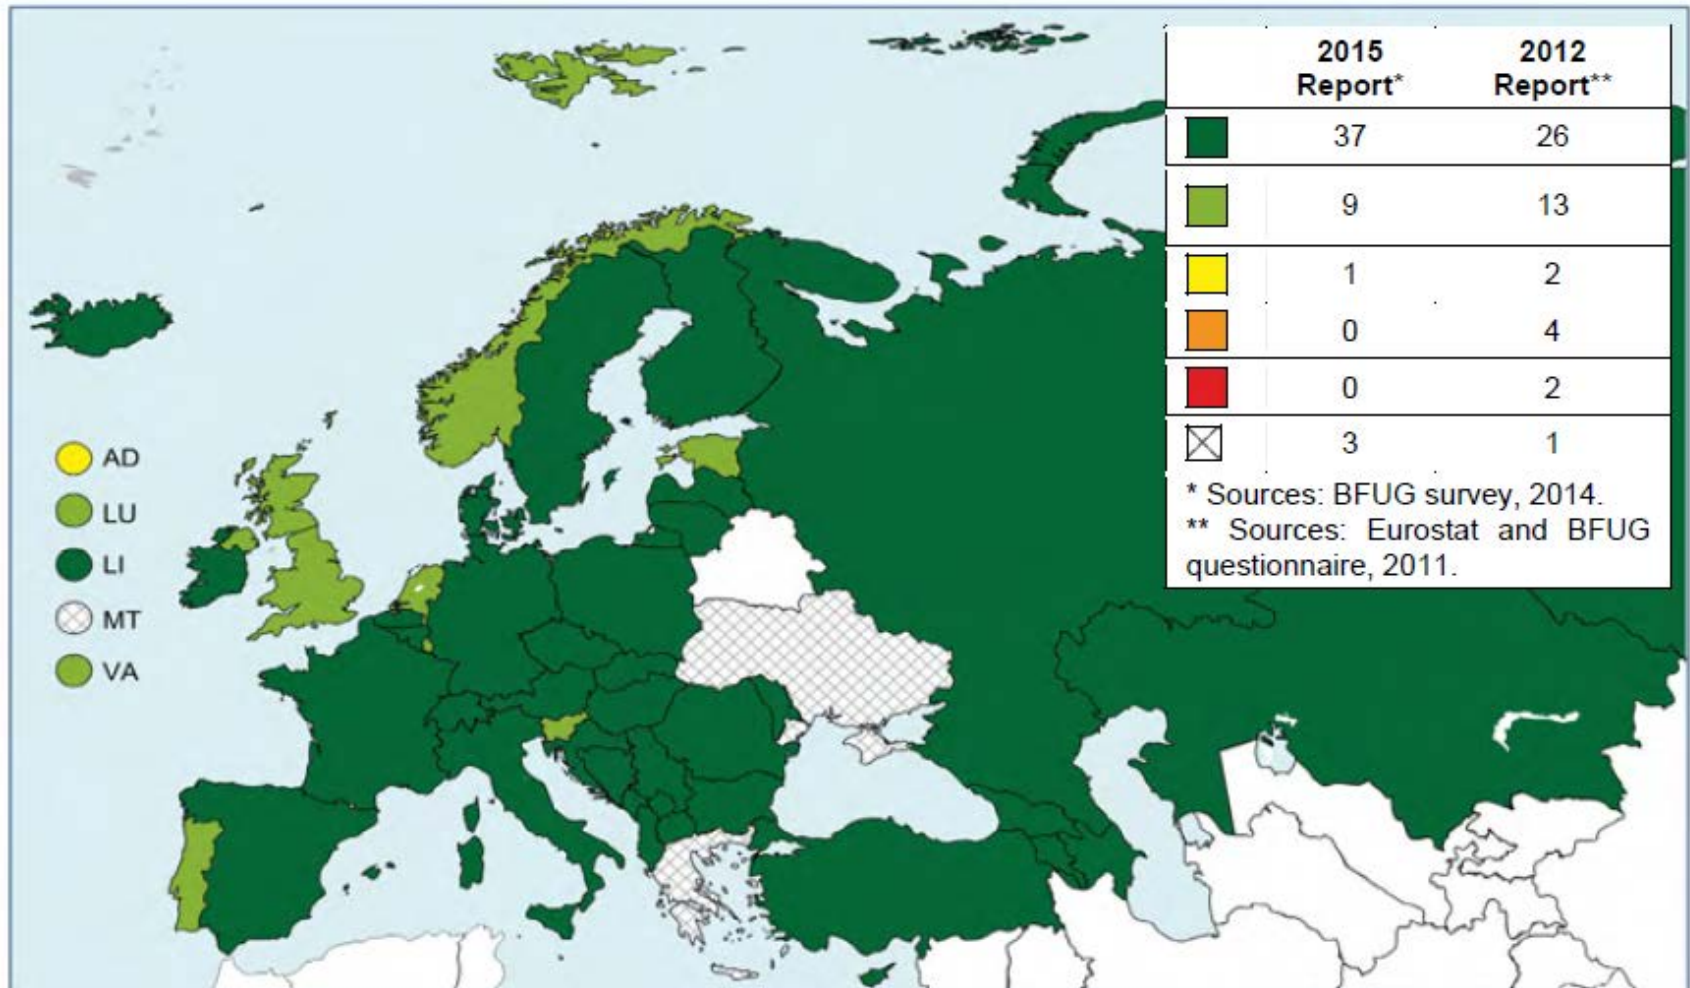 2015 2012
Report* Report**
37 26
9 13
1 2
0 4
0 2
3 1
* Sources: BFUG survey, 2014.
** Sources: Eurostat and BFUG
questionnaire, 2011.
AD
LU
LI
MT
VA